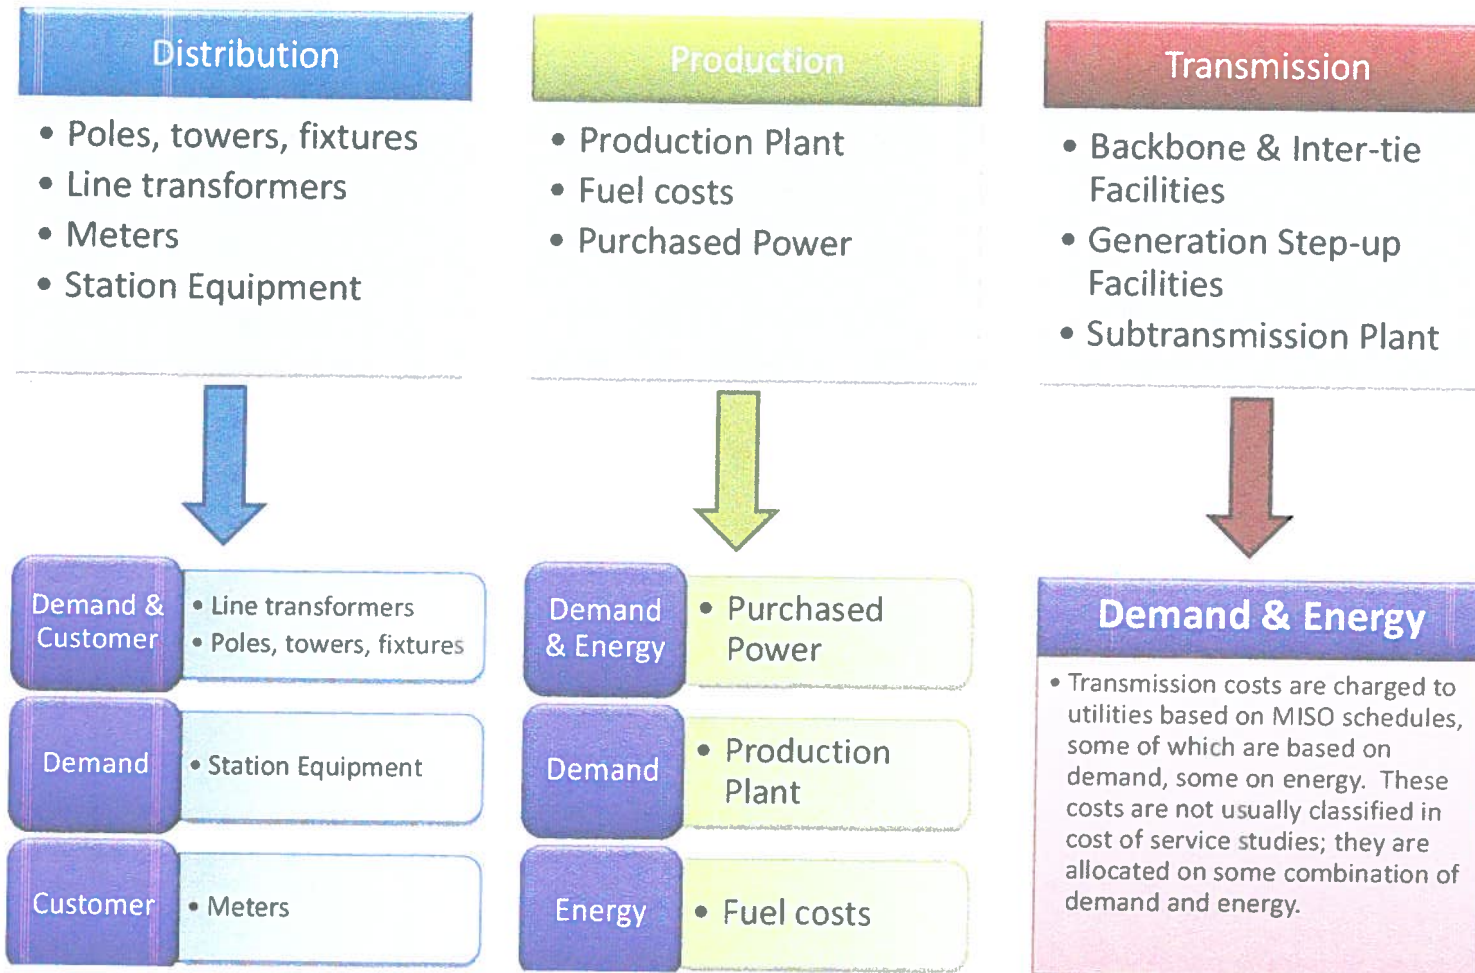 Distribution
• Poles, towers, fixtures
• Line transformers
• Meters
• Station Equipment
Production
• Production Plant
• Fuel costs
• Purchased Power
Transmission
• Backbone & Inter-tie
Facilities
• Generation Step-up
Facilities
• Subtransmission Plant
Demand &
Customer
• Line transformers
• Poles, towers, fixtures
Demand
• Station Equipment
Customer
• Meters
Demand
& Energy
• Purchased
Power
Demand
• Production
Plant
Energy
• Fuel costs
Demand & Energy
• Transmission costs are charged to
utilities based on MISO schedules,
some of which are based on
demand, some on energy. These
costs are not usually classified in
cost of service studies; they are
allocated on some combination of
demand and energy.